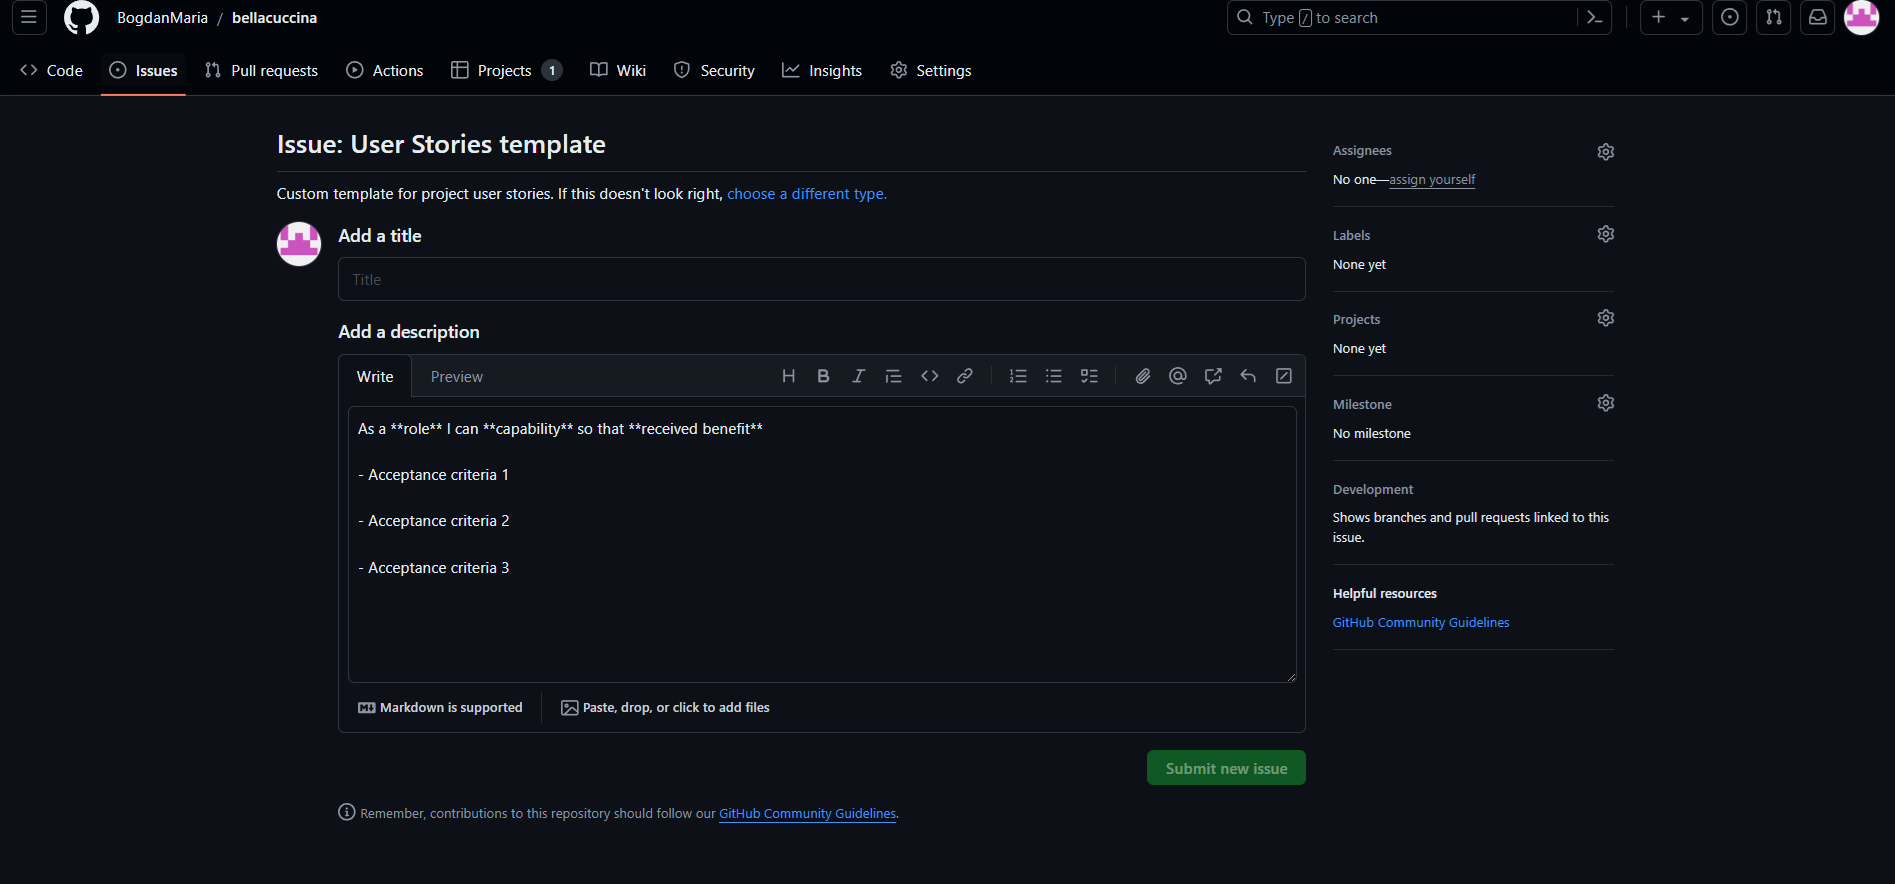 BogdanMaria / bellacuccina
Type / to search
Code Issues Pull requests Actions Projects 1 Wiki Security Insights Settings
Issue: User Stories template
Custom template for project user stories. If this doesn't look right, choose a different type.
Add a title
Title
Add a description
Write Preview
As a **role** I can **capability** so that **received benefit**
- Acceptance criteria 1
- Acceptance criteria 2
- Acceptance criteria 3
Markdown is supported
Paste, drop, or click to add files
Submit new issue
Remember, contributions to this repository should follow our GitHub Community Guidelines.
Assignees
No one—assign yourself
Labels
None yet
Projects
None yet
Milestone
No milestone
Development
Shows branches and pull requests linked to this
issue.
Helpful resources
GitHub Community Guidelines